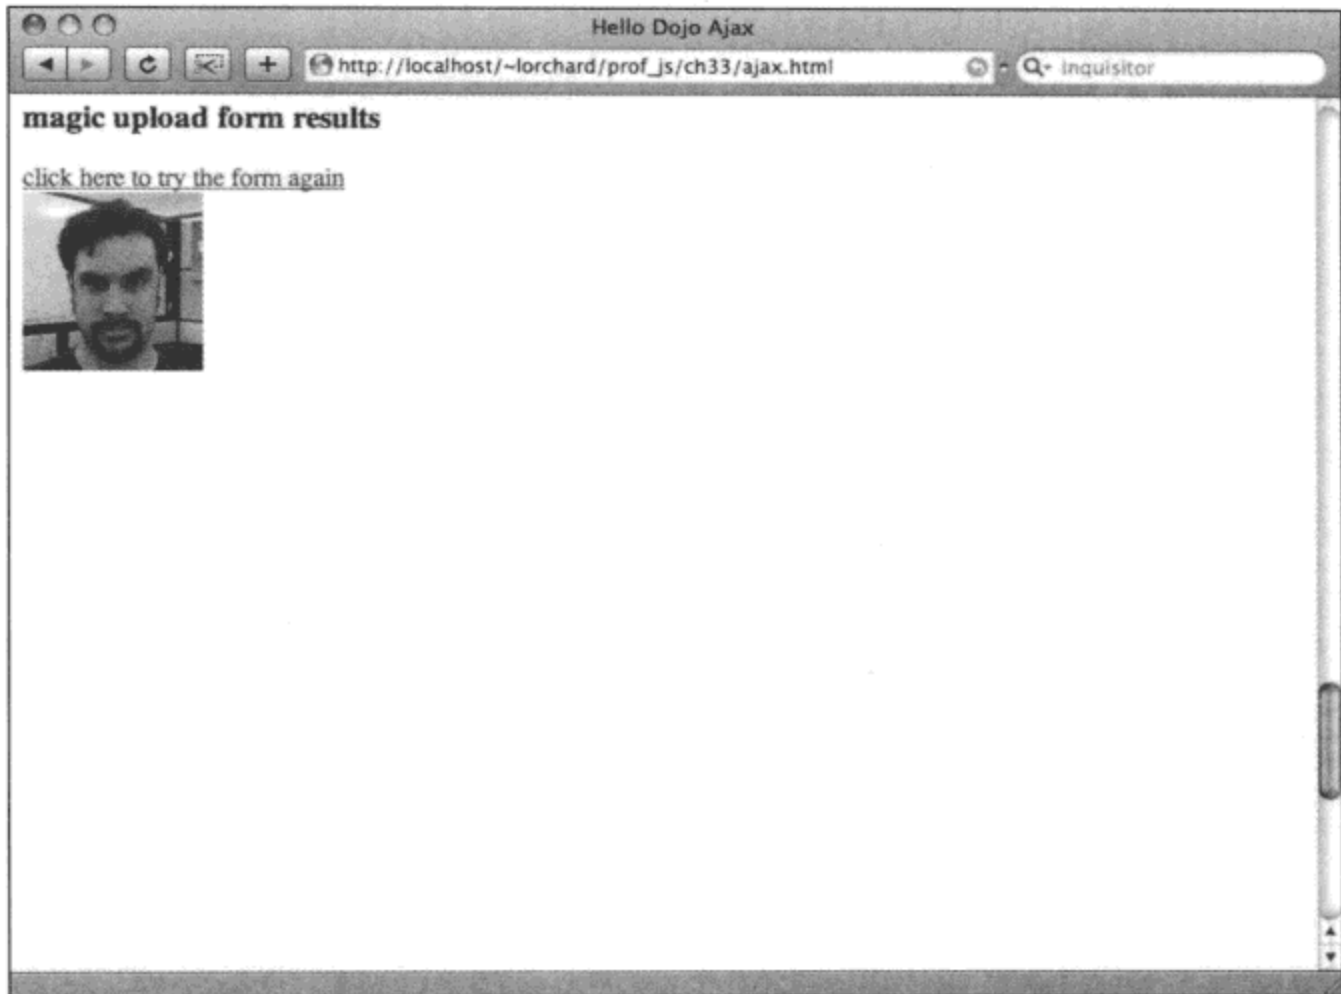 Hello Dojo Ajax
http://localhost/~lorchard/prof_js/ch33/ajax.html
Inquisitor
magic upload form results
click here to try the form again